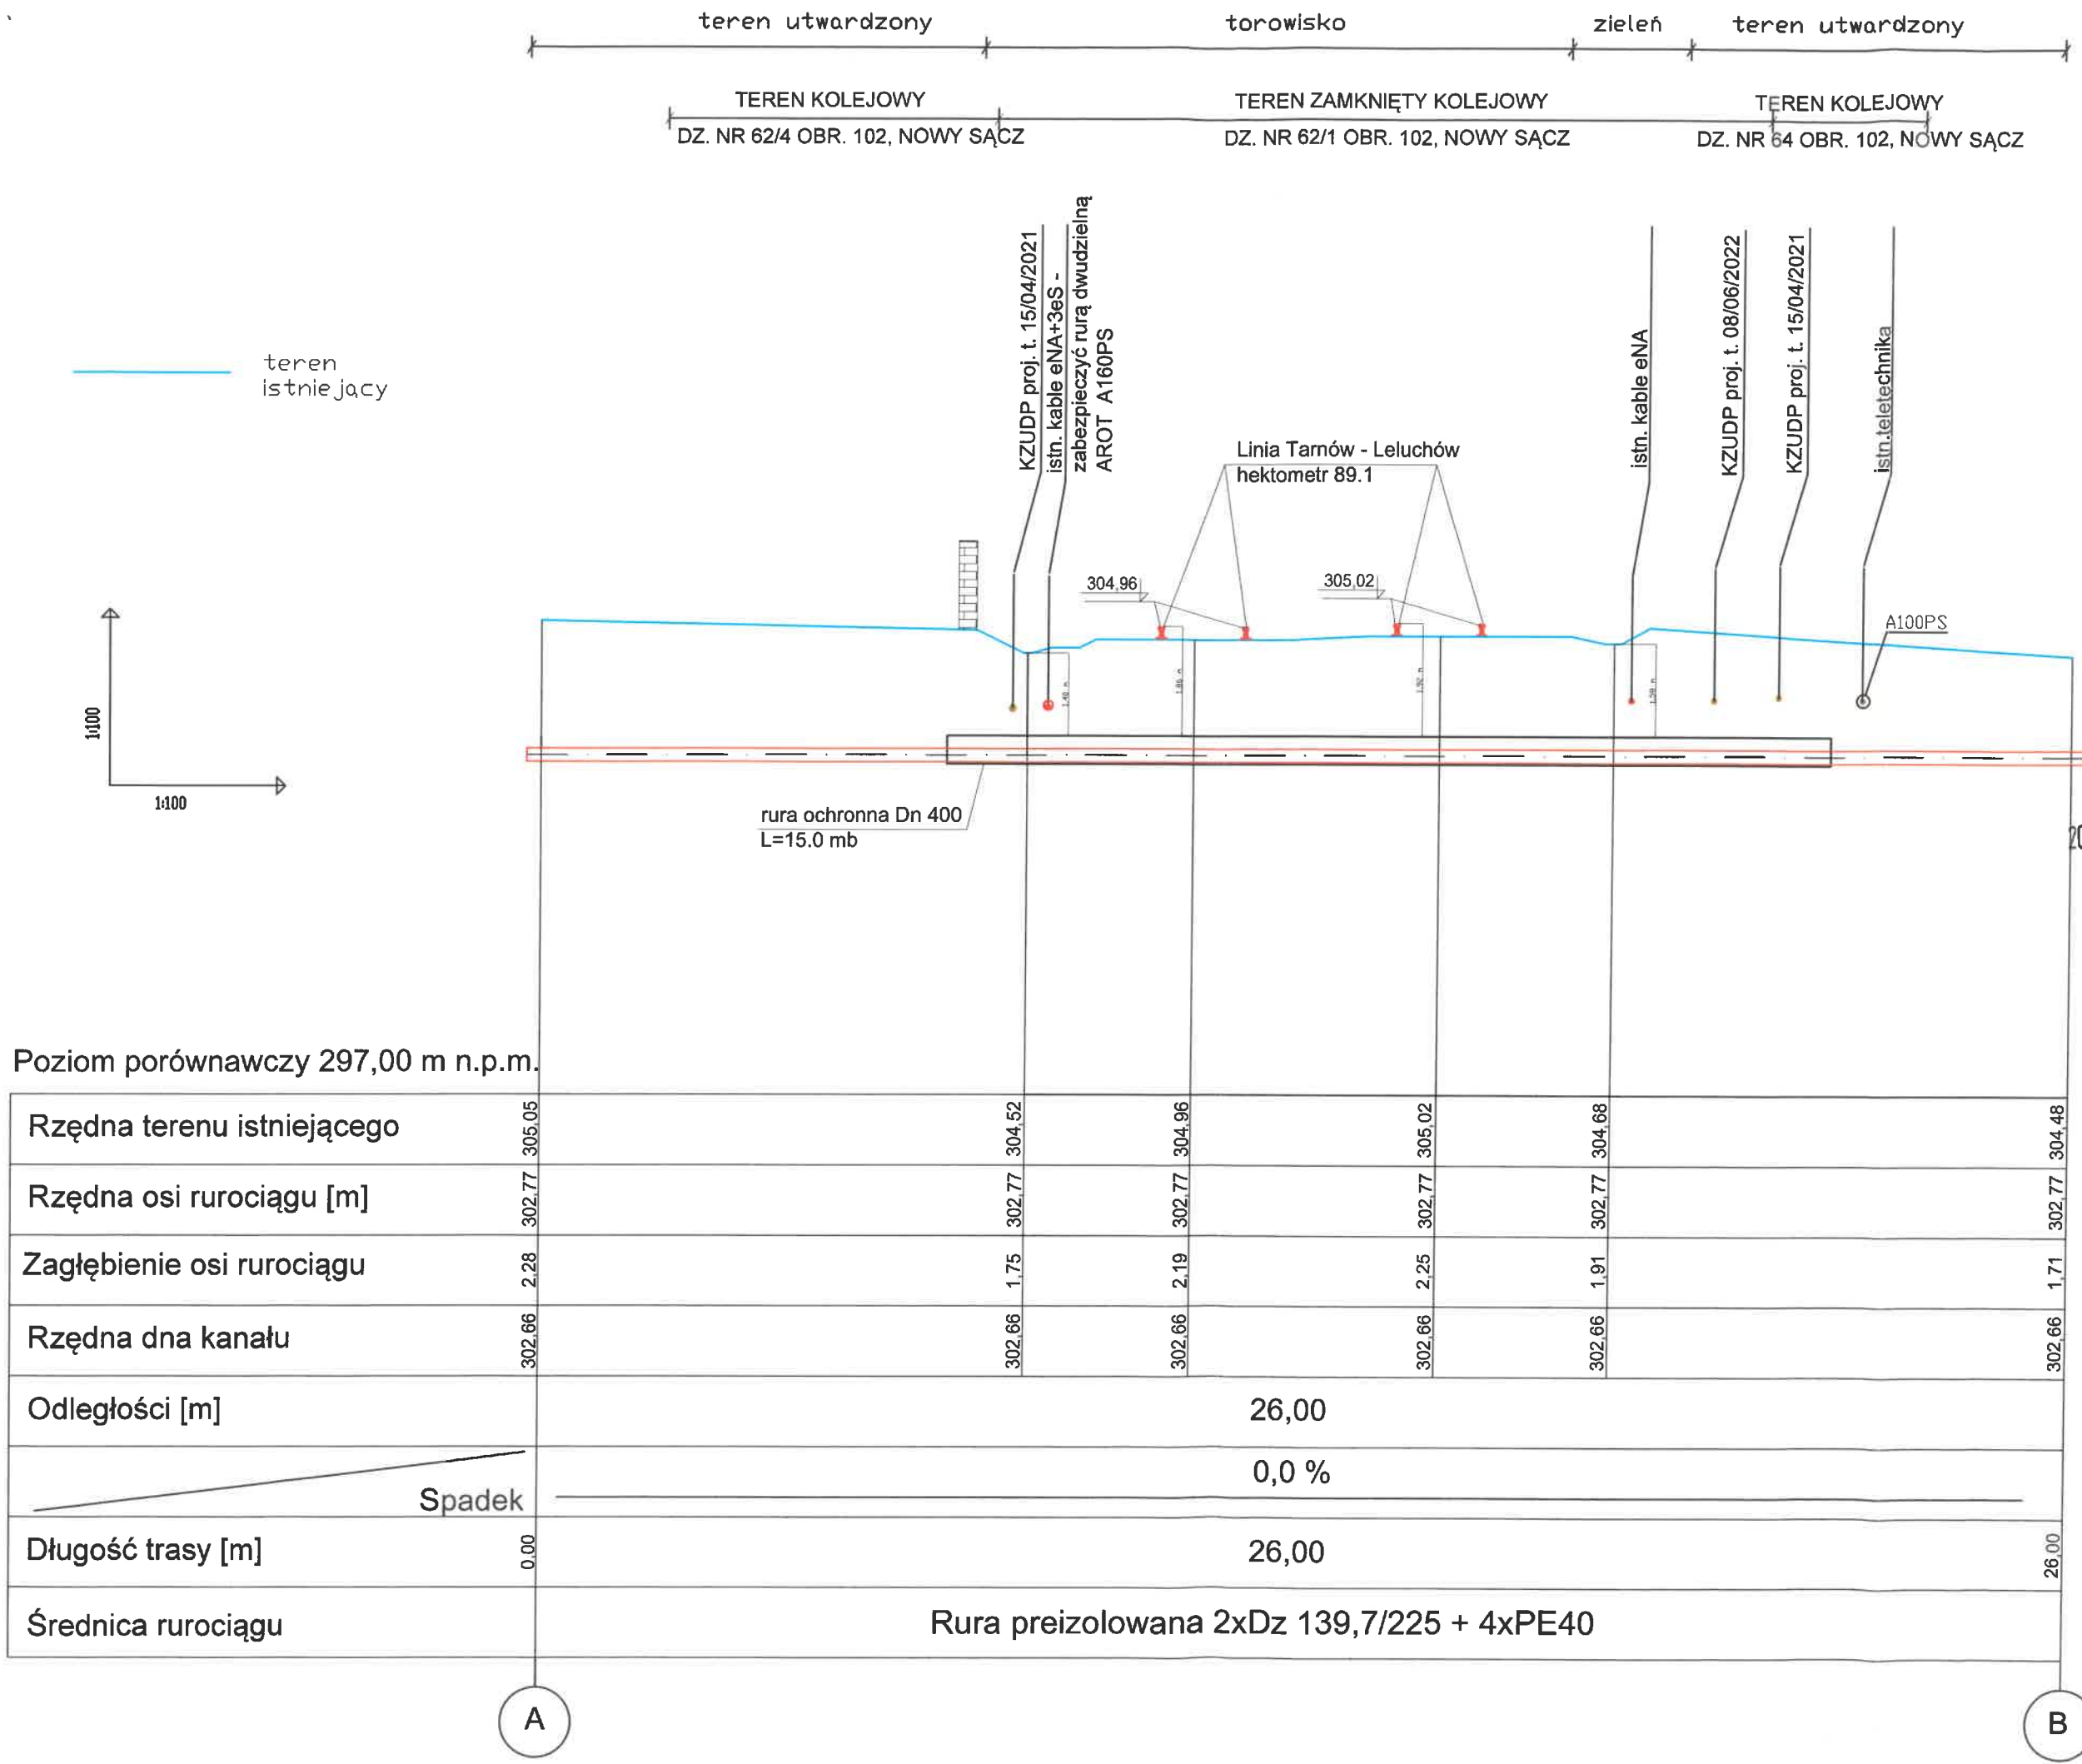 teren utwardzony
torowisko
zieleń
teren utwardzony
TEREN KOLEJOWY
TEREN ZAMKNIĘTY KOLEJOWY
TEREN KOLEJOWY
DZ. NR 62/4 OBR. 102, NOWY SĄCZ
DZ. NR 62/1 OBR. 102, NOWY SĄCZ
DZ. NR 64 OBR. 102, NOWY SĄCZ
KZUDP proj. t. 15/04/2021
istn. kable eNA+3eS -
zabezpieczyć rurą dwudzielną
AROT A160PS
istn. kable eNA
KZUDP proj. t. 08/06/2022
KZUDP proj. t. 15/04/2021
istn.teletechnika
teren
istniejący
Linia Tarnów - Leluchów
hektometr 89.1
304,96
305,02
A100PS
1:100
1:100
rura ochronna Dn 400
L=15.0 mb
Poziom porównawczy 297,00 m n.p.m.
Rzędna terenu istniejącego
305,05
304,52
304,96
305,02
304,68
304,48
Rzędna osi rurociągu [m]
302,77
302,77
302,77
302,77
302,77
302,77
Zagłębienie osi rurociągu
2,28
1,75
2,19
2,25
1,91
1,71
Rzędna dna kanału
302,66
302,66
302,66
302,66
302,66
302,66
Odległości [m]
26,00
0,0 %
Spadek
Długość trasy [m]
0,00
26,00
26,00
Średnica rurociągu
Rura preizolowana 2xDz 139,7/225 + 4xPE40
A
B